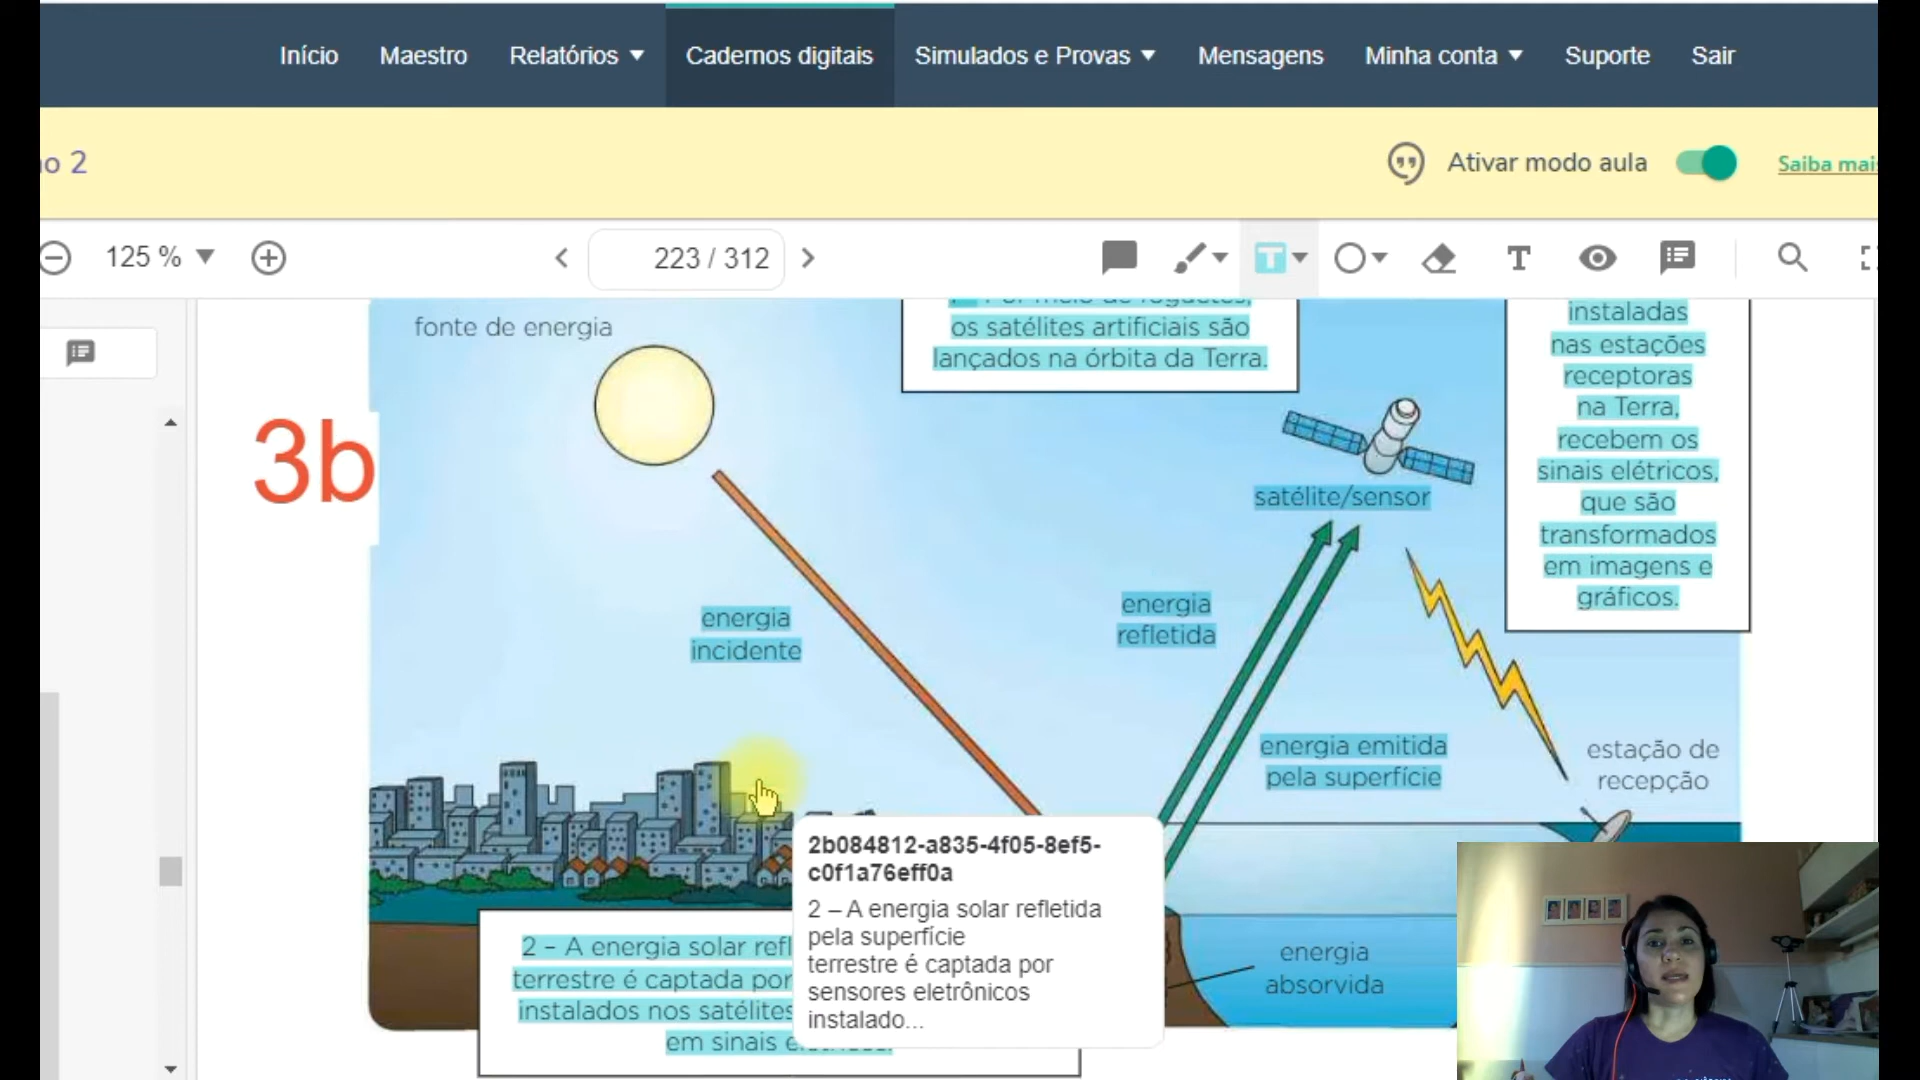 Início Maestro Relatórios Cadernos digitais Simulados e Provas Mensagens Minha conta Suporte Sair
o 2
Ativar modo aula
Saiba mais
125 %
223 / 312
T
fonte de energia
os satélites artificiais são
lançados na órbita da Terra.
instaladas
nas estações
receptoras
na Terra,
recebem os
sinais elétricos,
que são
transformados
em imagens e
gráficos.
3b
satélite/sensor
energia
incidente
energia
refletida
energia emitida
pela superfície
estação de
recepção
2b084812-a835-4f05-8ef5-
c0f1a76eff0a
2 – A energia solar refletida
pela superfície
terrestre é captada por
sensores eletrônicos
instalado...
2 - A energia solar refl
terrestre é captada por
instalados nos satélites
em sinais
energia
absorvida